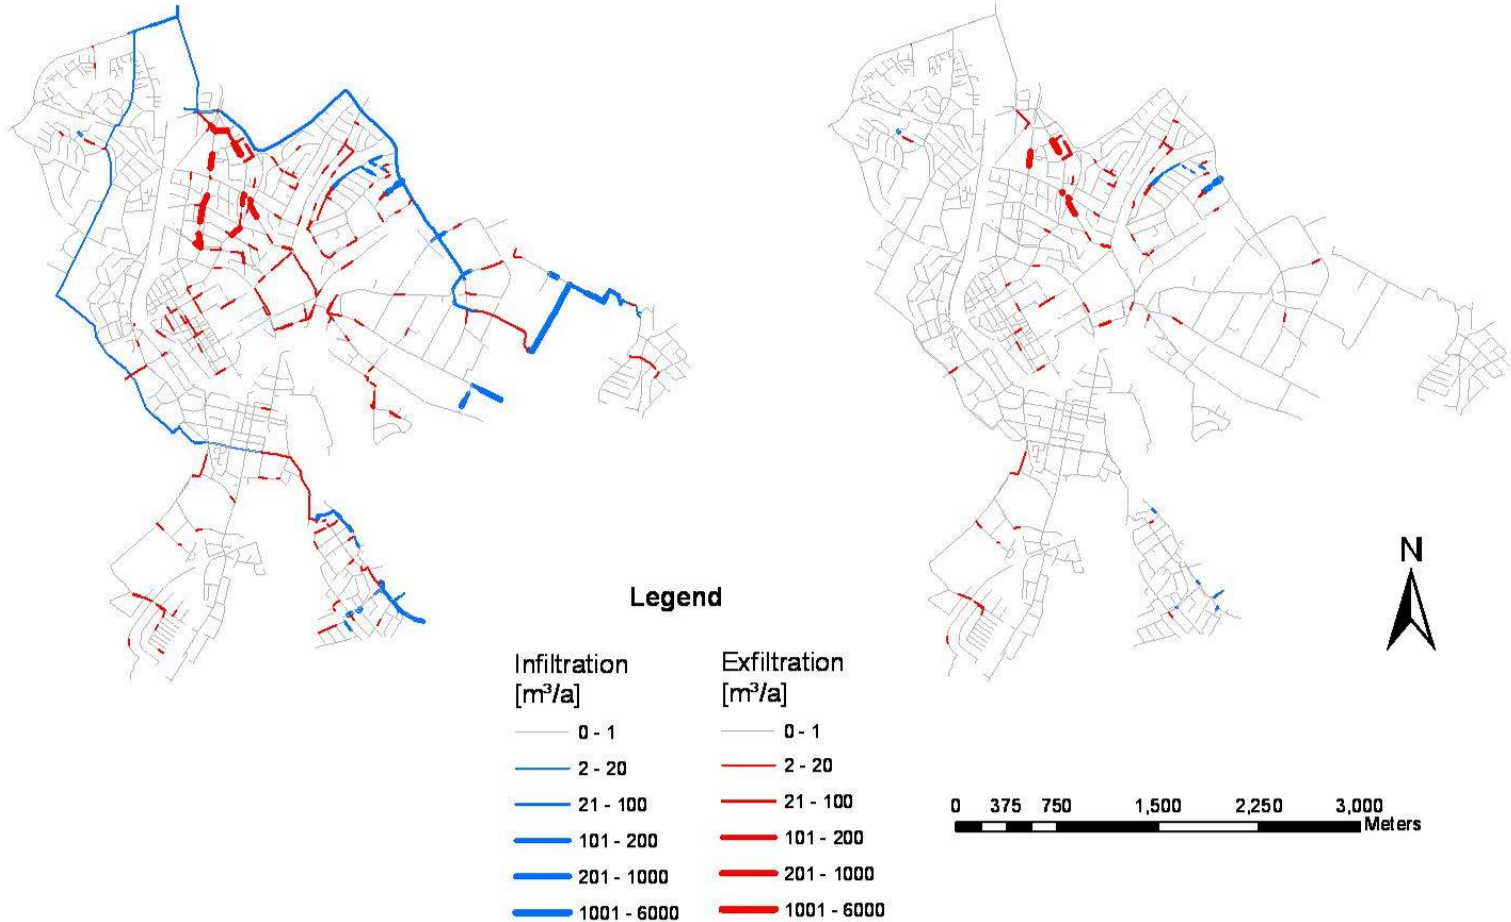 N
Legend
Infiltration
[m³/a]
0 - 1
2 - 20
21 - 100
101 - 200
201 - 1000
1001 - 6000
Exfiltration
[m³/a]
0 - 1
2 - 20
21 - 100
101 - 200
201 - 1000
1001 - 6000
0 375 750 1,500 2,250 3,000
Meters